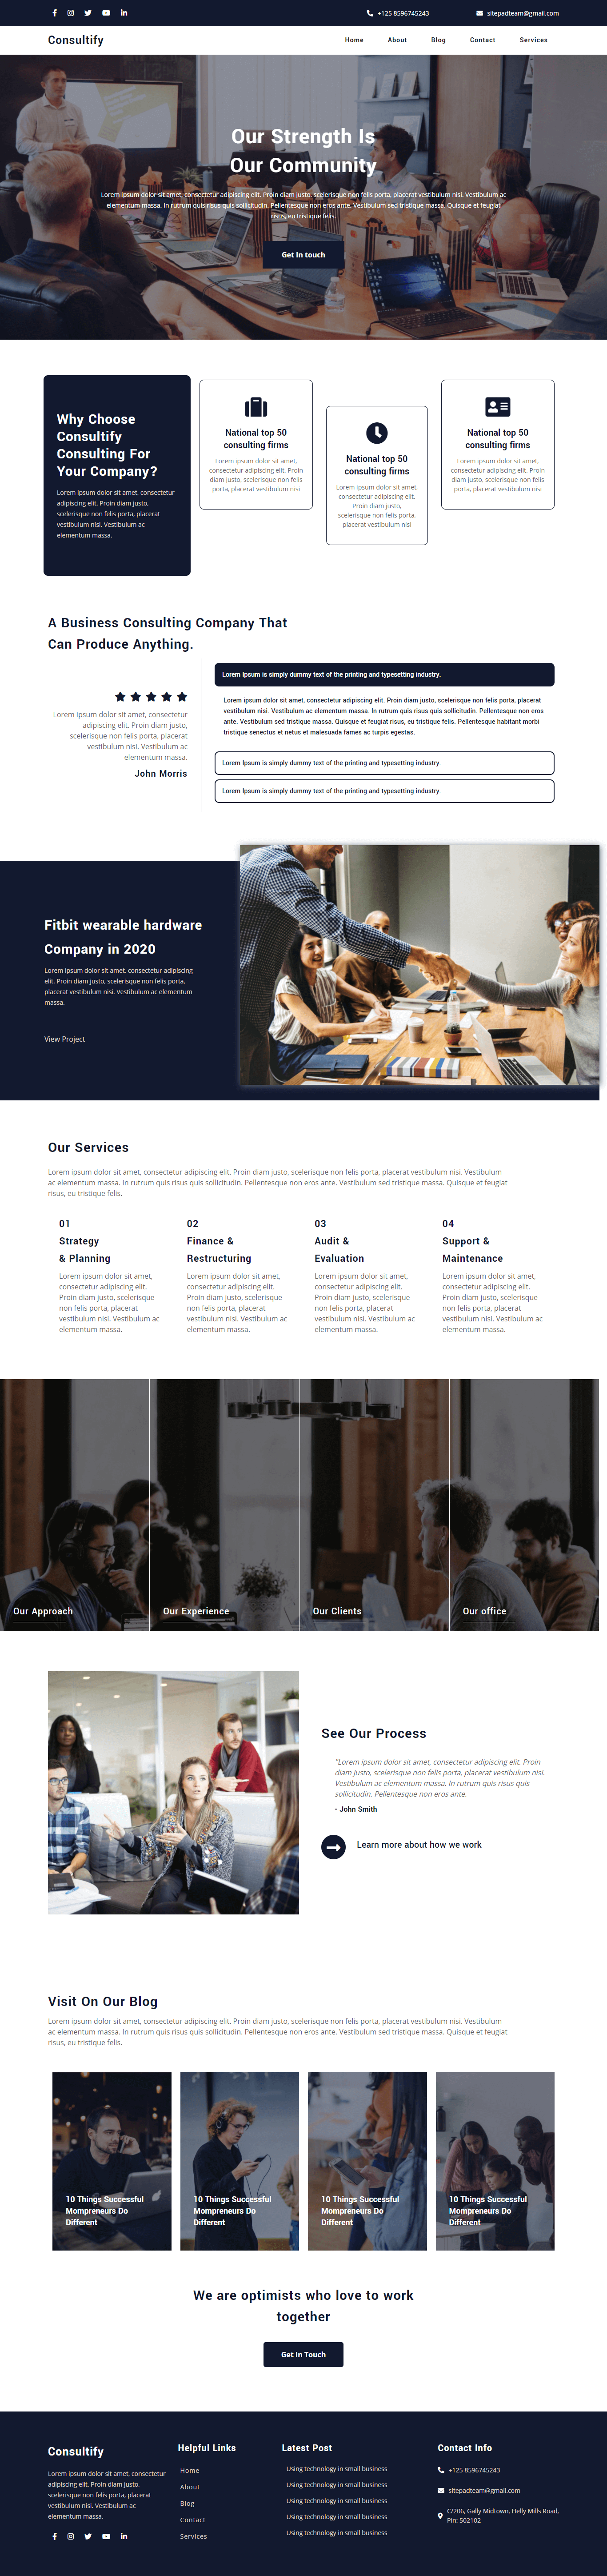 +125 8596745243
sitepadteam@gmail.com
Consultify
Home
About
Blog
Contact
Services
Our Strength Is
Our Community
Lorem ipsum dolor sit amet, consectetur adipiscing elit. Proin diam justo, scelerisque non felis porta, placerat vestibulum nisi. Vestibulum ac
elementum massa. In rutrum quis risus quis sollicitudin. Pellentesque non eros ante. Vestibulum sed tristique massa. Quisque et feugiat
risus, eu tristique felis.
Get In touch
Why Choose
Consultify
Consulting For
Your Company?
Lorem ipsum dolor sit amet, consectetur
adipiscing elit. Proin diam justo,
scelerisque non felis porta, placerat
vestibulum nisi. Vestibulum ac
elementum massa.
National top 50
consulting firms
Lorem ipsum dolor sit amet,
consectetur adipiscing elit. Proin
diam justo, scelerisque non felis
porta, placerat vestibulum nisi
National top 50
consulting firms
Lorem ipsum dolor sit amet,
consectetur adipiscing elit.
Proin diam justo,
scelerisque non felis porta,
placerat vestibulum nisi
National top 50
consulting firms
Lorem ipsum dolor sit amet,
consectetur adipiscing elit. Proin
diam justo, scelerisque non felis
porta, placerat vestibulum nisi
A Business Consulting Company That
Can Produce Anything.
Lorem ipsum dolor sit amet, consectetur
adipiscing elit. Proin diam justo,
scelerisque non felis porta, placerat
vestibulum nisi. Vestibulum ac
elementum massa.
John Morris
Lorem Ipsum is simply dummy text of the printing and typesetting industry.
Lorem ipsum dolor sit amet, consectetur adipiscing elit. Proin diam justo, scelerisque non felis porta, placerat
vestibulum nisi. Vestibulum ac elementum massa. In rutrum quis risus quis sollicitudin. Pellentesque non eros
ante. Vestibulum sed tristique massa. Quisque et feugiat risus, eu tristique felis. Pellentesque habitant morbi
tristique senectus et netus et malesuada fames ac turpis egestas.
Lorem Ipsum is simply dummy text of the printing and typesetting industry.
Lorem Ipsum is simply dummy text of the printing and typesetting industry.
Fitbit wearable hardware
Company in 2020
Lorem ipsum dolor sit amet, consectetur adipiscing
elit. Proin diam justo, scelerisque non felis porta,
placerat vestibulum nisi. Vestibulum ac elementum
massa.
View Project
Our Services
Lorem ipsum dolor sit amet, consectetur adipiscing elit. Proin diam justo, scelerisque non felis porta, placerat vestibulum nisi. Vestibulum
ac elementum massa. In rutrum quis risus quis sollicitudin. Pellentesque non eros ante. Vestibulum sed tristique massa. Quisque et feugiat
risus, eu tristique felis.
01
Strategy
& Planning
Lorem ipsum dolor sit amet,
consectetur adipiscing elit.
Proin diam justo, scelerisque
non felis porta, placerat
vestibulum nisi. Vestibulum ac
elementum massa.
02
Finance &
Restructuring
Lorem ipsum dolor sit amet,
consectetur adipiscing elit.
Proin diam justo, scelerisque
non felis porta, placerat
vestibulum nisi. Vestibulum ac
elementum massa.
03
Audit &
Evaluation
Lorem ipsum dolor sit amet,
consectetur adipiscing elit.
Proin diam justo, scelerisque
non felis porta, placerat
vestibulum nisi. Vestibulum ac
elementum massa.
04
Support &
Maintenance
Lorem ipsum dolor sit amet,
consectetur adipiscing elit.
Proin diam justo, scelerisque
non felis porta, placerat
vestibulum nisi. Vestibulum ac
elementum massa.
Our Approach
Our Experience
Our Clients
Our office
See Our Process
"Lorem ipsum dolor sit amet, consectetur adipiscing elit. Proin
diam justo, scelerisque non felis porta, placerat vestibulum nisi.
Vestibulum ac elementum massa. In rutrum quis risus quis
sollicitudin. Pellentesque non eros ante.
- John Smith
Learn more about how we work
Visit On Our Blog
Lorem ipsum dolor sit amet, consectetur adipiscing elit. Proin diam justo, scelerisque non felis porta, placerat vestibulum nisi. Vestibulum
ac elementum massa. In rutrum quis risus quis sollicitudin. Pellentesque non eros ante. Vestibulum sed tristique massa. Quisque et feugiat
risus, eu tristique felis.
10 Things Successful
Mompreneurs Do
Different
10 Things Successful
Mompreneurs Do
Different
10 Things Successful
Mompreneurs Do
Different
10 Things Successful
Mompreneurs Do
Different
We are optimists who love to work
together
Get In Touch
Consultify
Lorem ipsum dolor sit amet, consectetur
adipiscing elit. Proin diam justo,
scelerisque non felis porta, placerat
vestibulum nisi. Vestibulum ac
elementum massa.
Helpful Links
Home
About
Blog
Contact
Services
Latest Post
Using technology in small business
Using technology in small business
Using technology in small business
Using technology in small business
Using technology in small business
Contact Info
+125 8596745243
sitepadteam@gmail.com
C/206, Gally Midtown, Helly Mills Road,
Pin: 502102